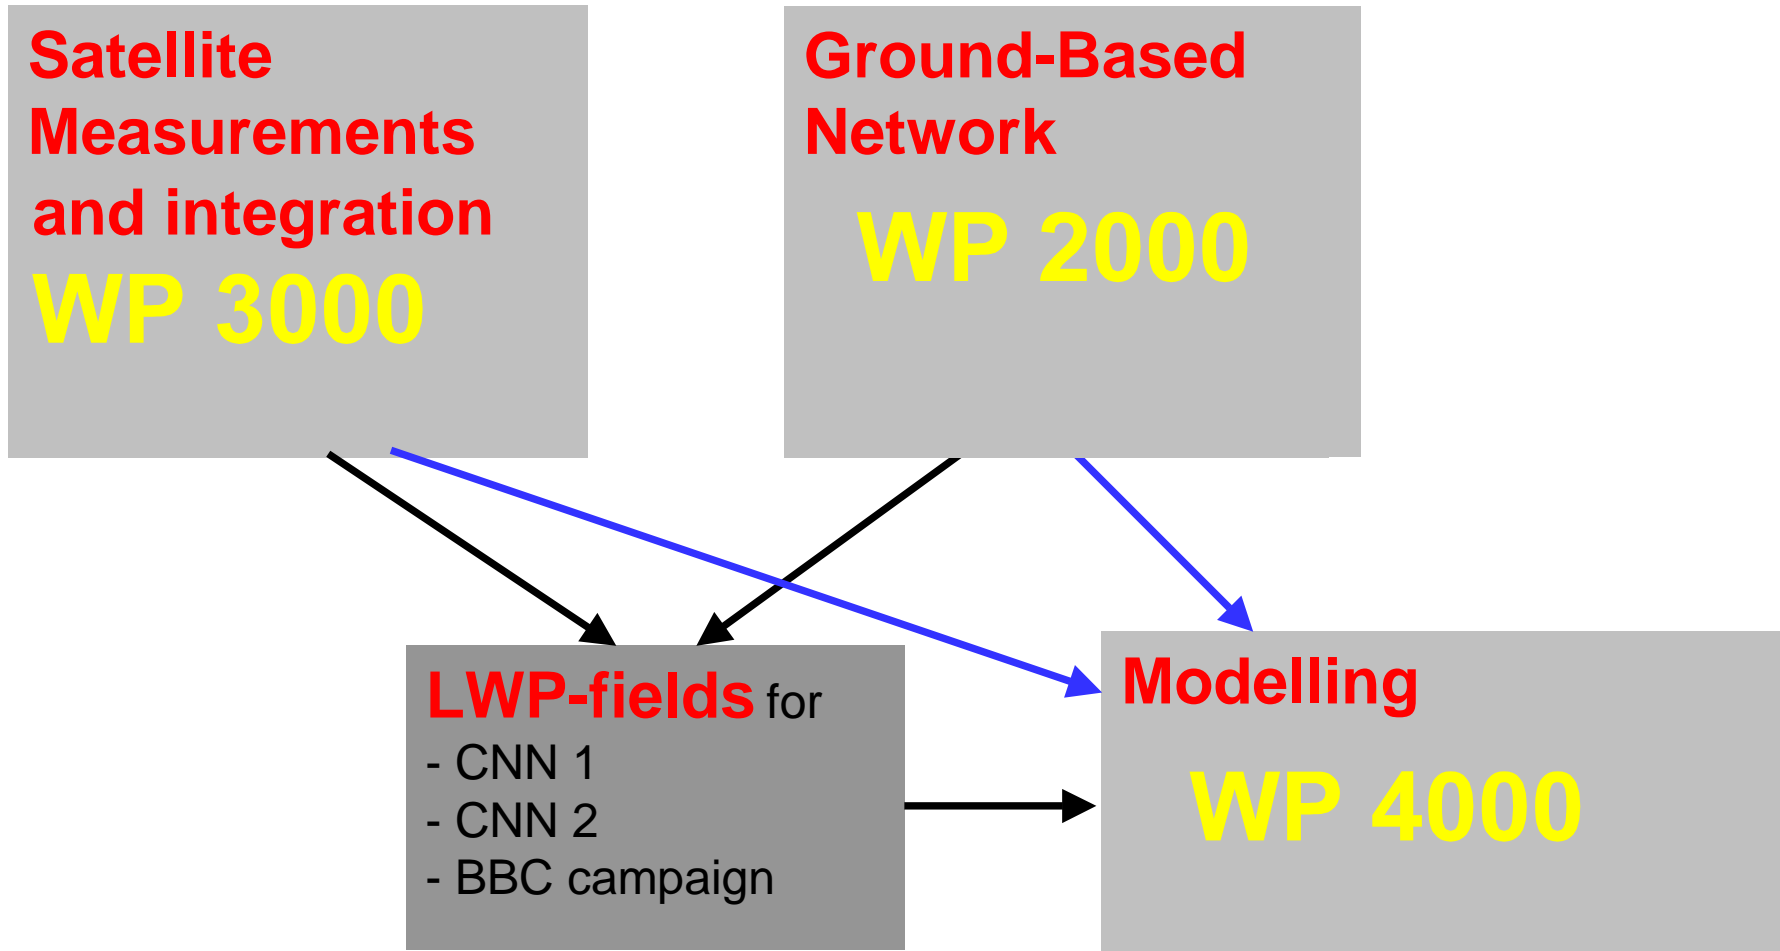 Satellite
Measurements
and integration
WP 3000
Ground-Based
Network
WP 2000
LWP-fields for
- CNN 1
- CNN 2
- BBC campaign
Modelling
WP 4000